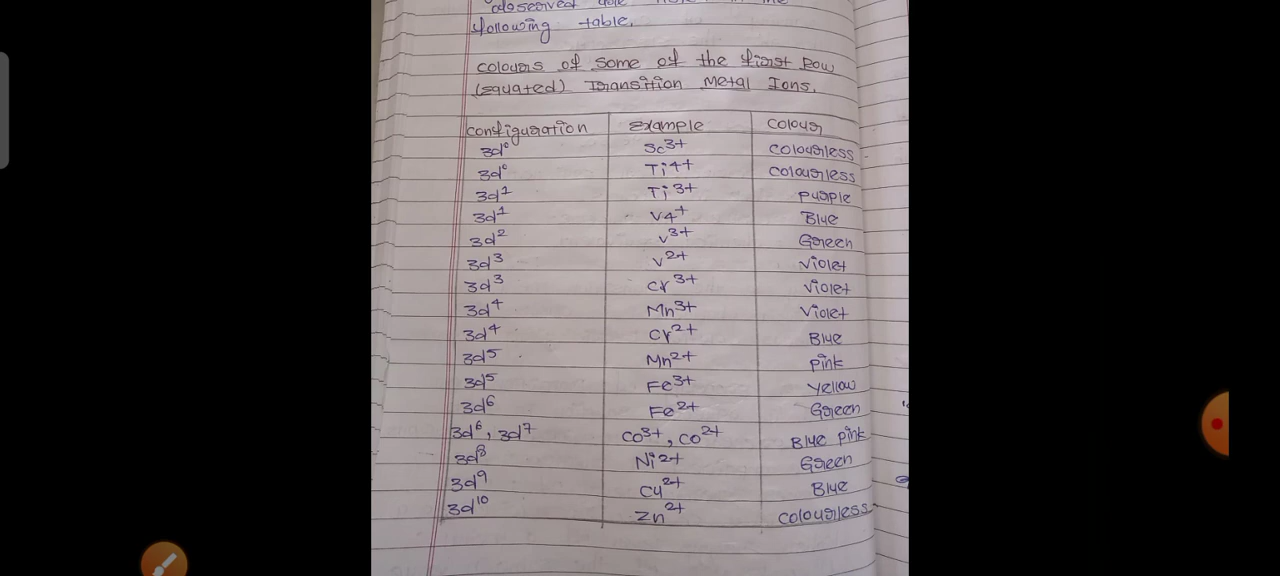 observed are
following table.
colours of some of the first Row
(equated) Transition Metal Ions.
configuration Example Colour
3d⁰ Sc3+ colourless
3d⁰ Ti4+ colourless
3d1 Ti3+ purple
3d1 V4+ Blue
3d2 V3+ Green
3d3 V2+ violet
3d3 Cr3+ violet
3d4 Mn3+ violet
3d4 Cr2+ Blue
3d5 Mn2+ pink
3d5 Fe3+ yellow
3d6 Fe2+ Green
3d6, 3d7 Co3+, Co2+ Blue pink
3d8 Ni2+ Green
3d9 Cu2+ Blue
3d10 Zn2+ colourless